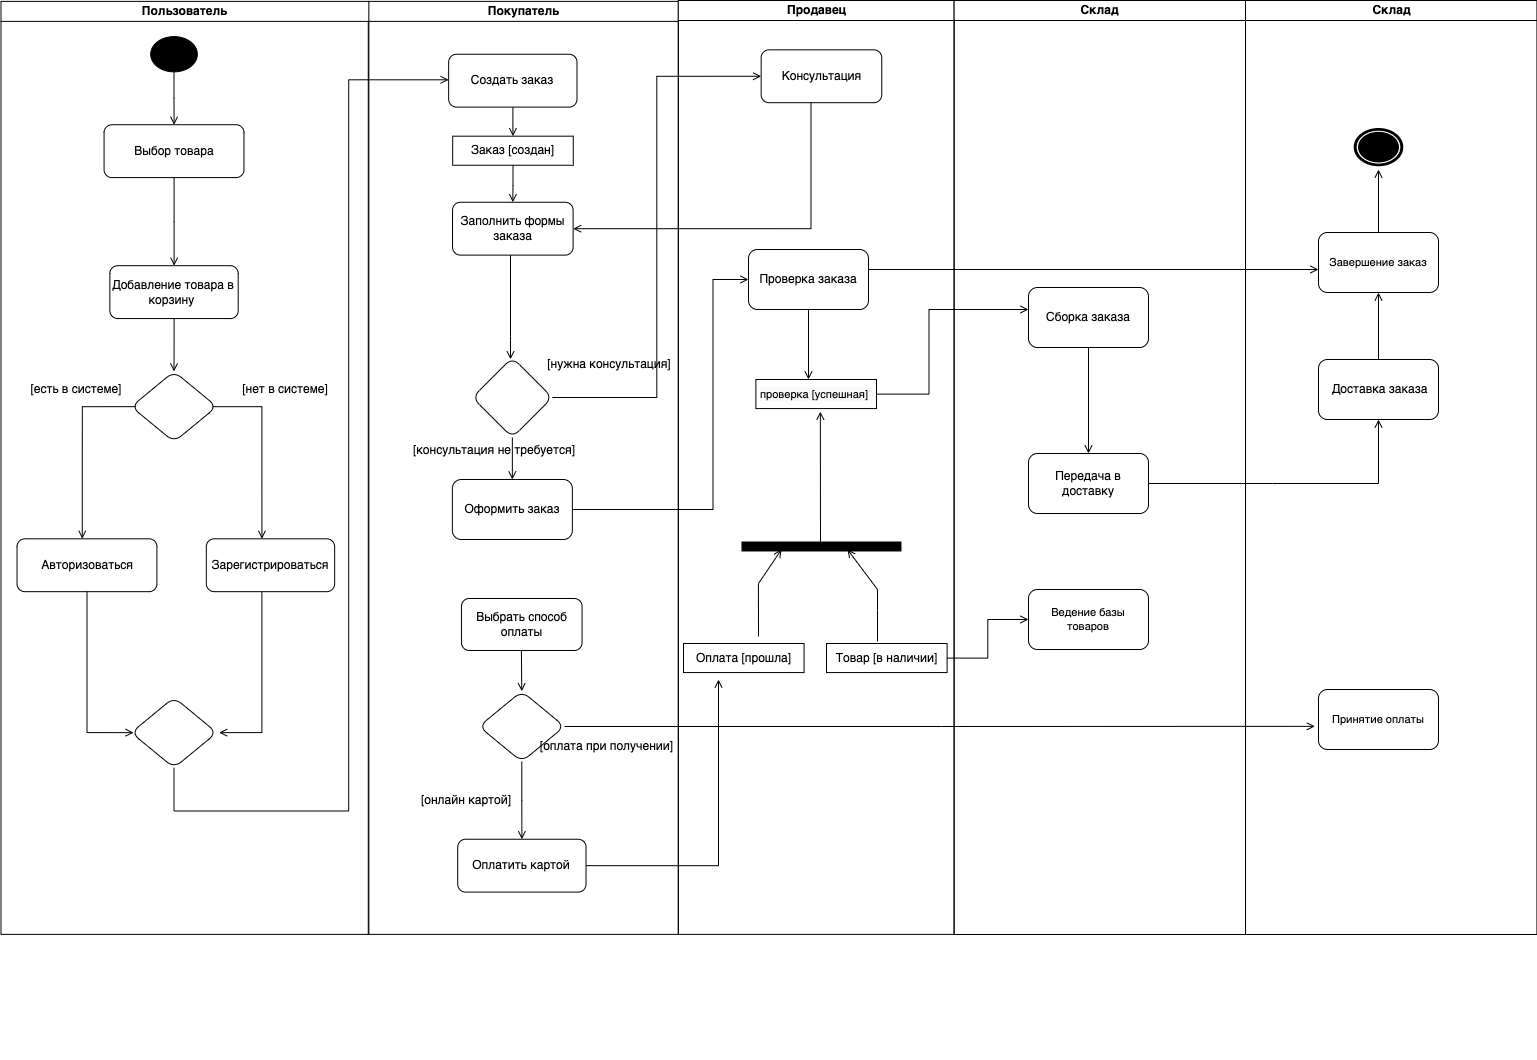 Пользователь
Покупатель
Продавец
Склад
Склад
Выбор товара
Добавление товара в
корзину
[есть в системе]
[нет в системе]
Авторизоваться
Зарегистрироваться
Создать заказ
Заказ [создан]
Заполнить формы
заказа
[нужна консультация]
[консультация не требуется]
Оформить заказ
Выбрать способ
оплаты
[оплата при получении]
[онлайн картой]
Оплатить картой
Консультация
Проверка заказа
проверка [успешная]
Оплата [прошла]
Товар [в наличии]
Сборка заказа
Передача в
доставку
Ведение базы
товаров
Завершение заказ
Доставка заказа
Принятие оплаты